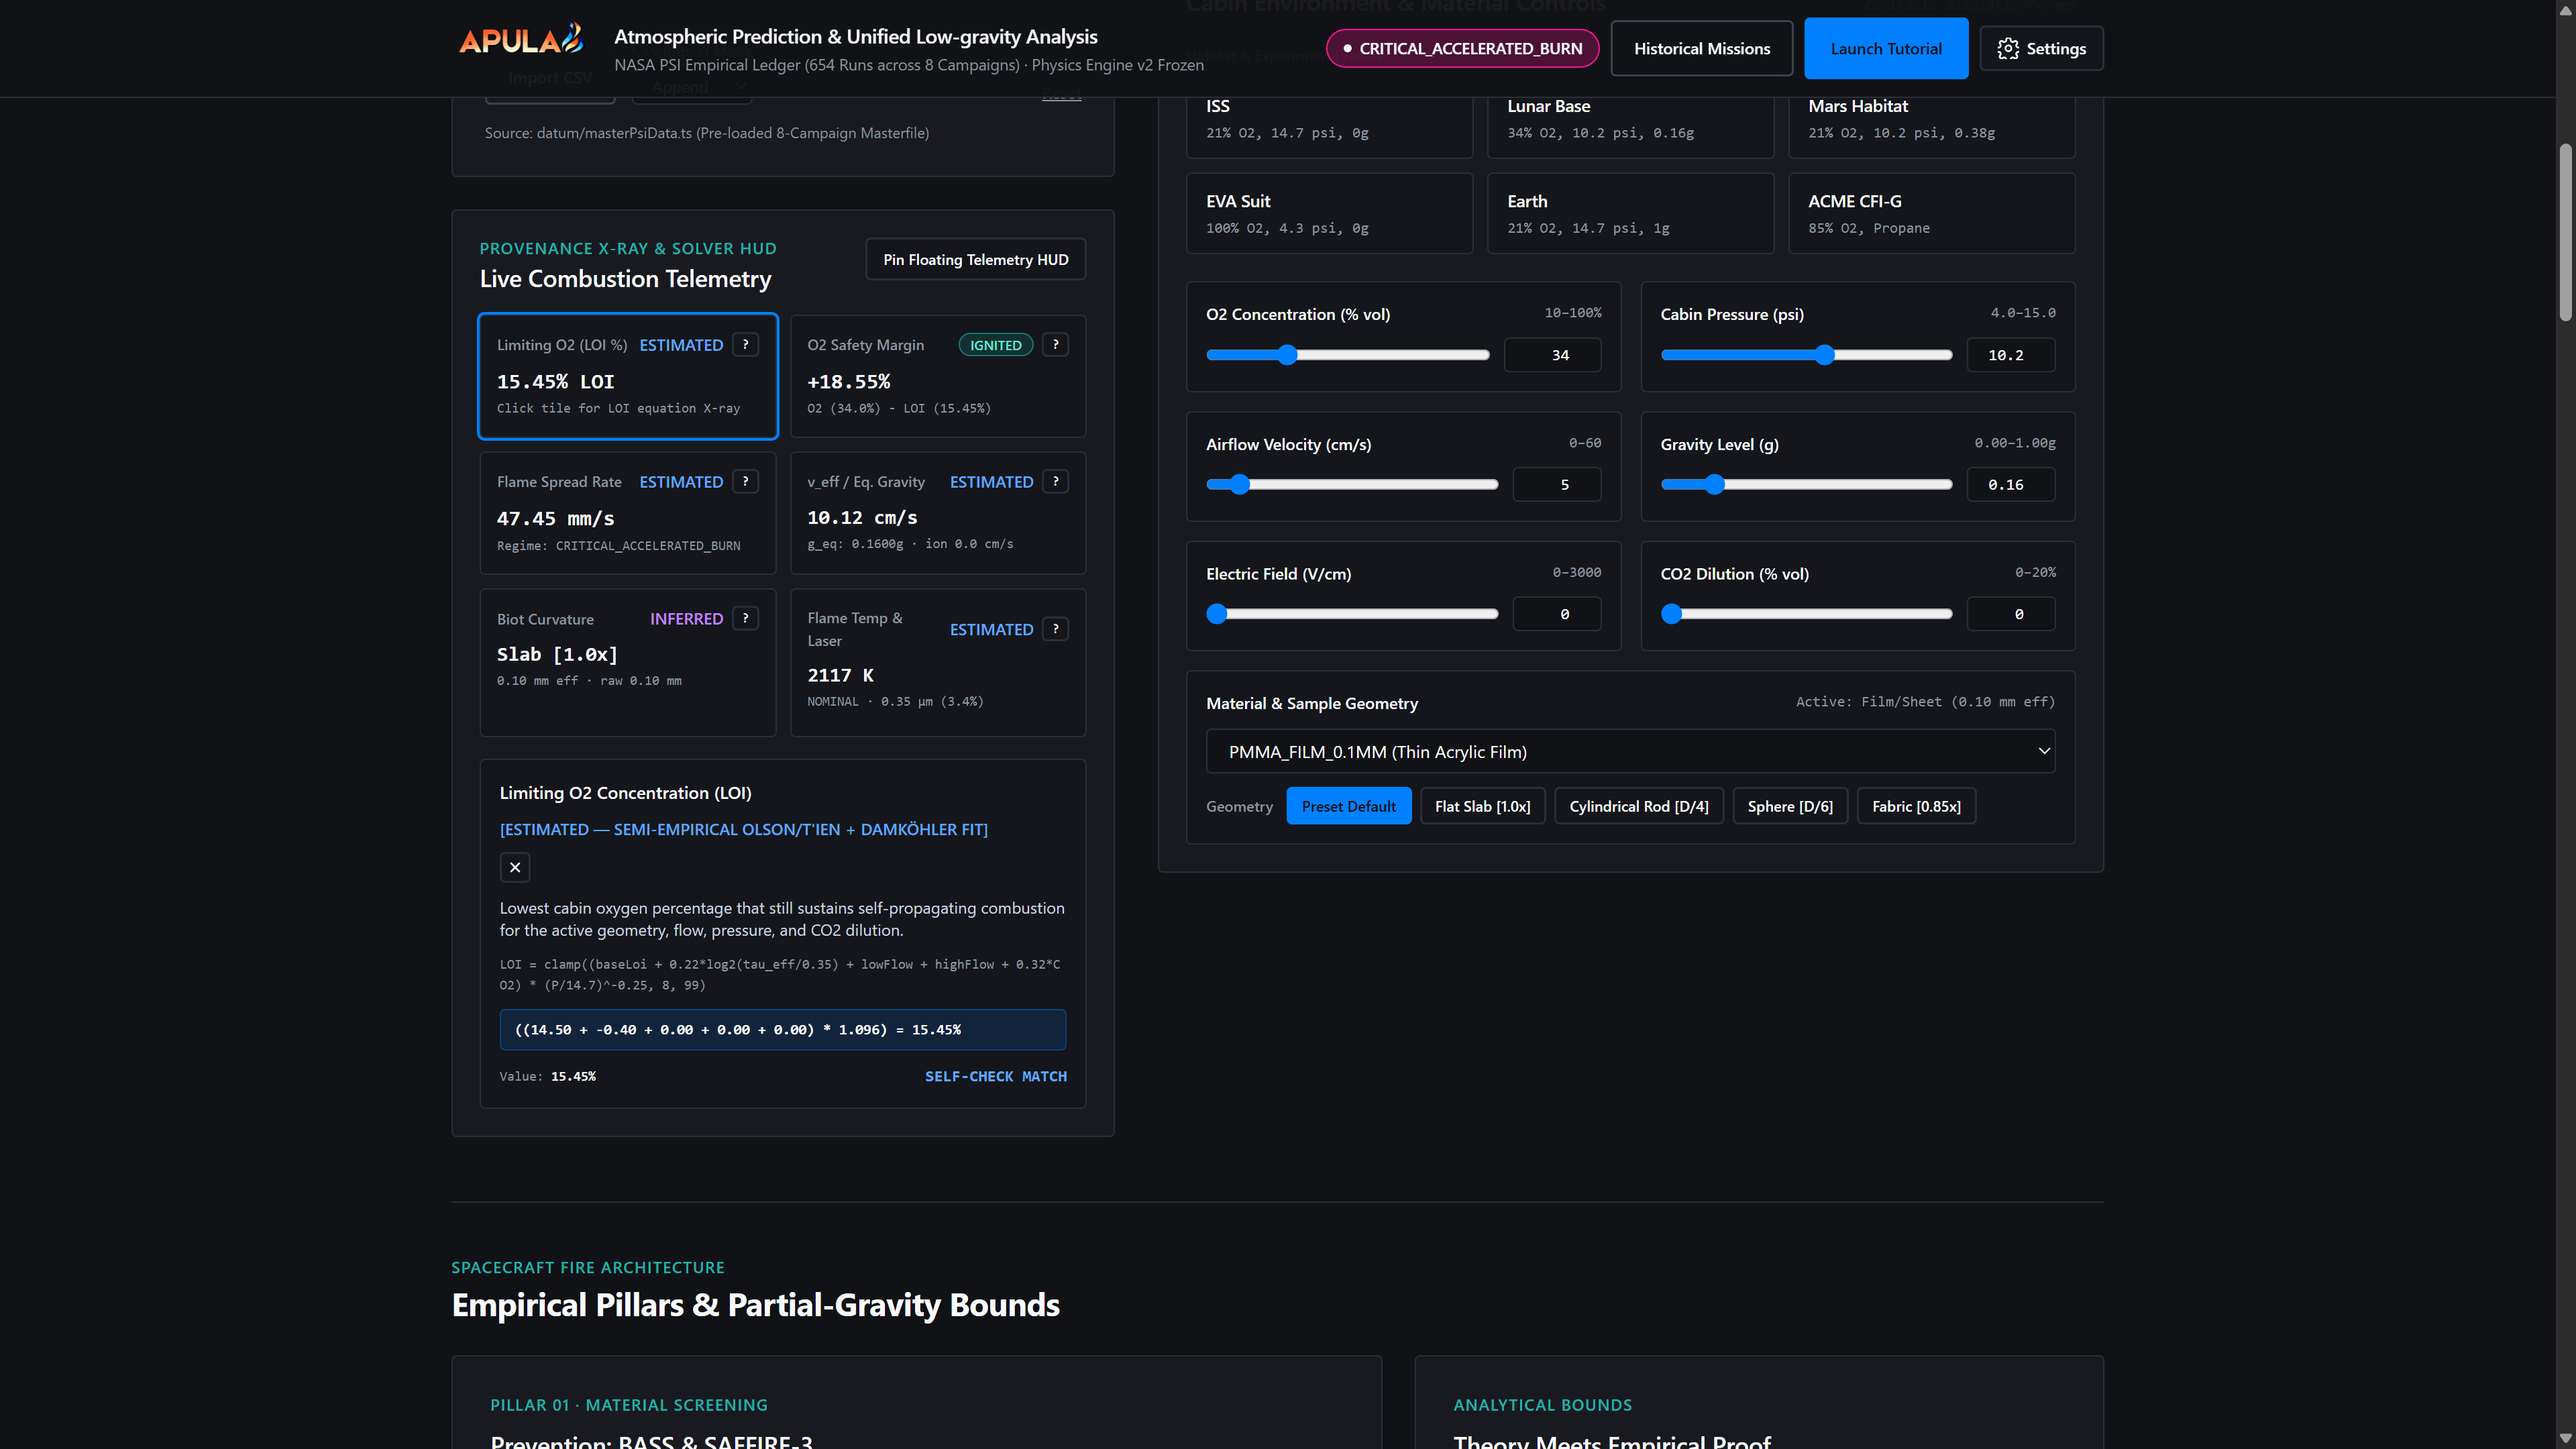 APULA
Atmospheric Prediction & Unified Low-gravity Analysis
NASA PSI Empirical Ledger (654 Runs across 8 Campaigns) · Physics Engine v2 Frozen
CRITICAL_ACCELERATED_BURN
Historical Missions
Launch Tutorial
Settings
Cabin Environment & Material Controls
Import CSV
Append
Reset
Source: datum/masterPsiData.ts (Pre-loaded 8-Campaign Masterfile)
PROVENANCE X-RAY & SOLVER HUD
Live Combustion Telemetry
Pin Floating Telemetry HUD
Limiting O2 (LOI %) ESTIMATED ?
15.45% LOI
Click tile for LOI equation X-ray
O2 Safety Margin IGNITED ?
+18.55%
O2 (34.0%) - LOI (15.45%)
Flame Spread Rate ESTIMATED ?
47.45 mm/s
Regime: CRITICAL_ACCELERATED_BURN
v_eff / Eq. Gravity ESTIMATED ?
10.12 cm/s
g_eq: 0.1600g · ion 0.0 cm/s
Biot Curvature INFERRED ?
Slab [1.0x]
0.10 mm eff · raw 0.10 mm
Flame Temp &
Laser
ESTIMATED ?
2117 K
NOMINAL · 0.35 µm (3.4%)
Limiting O2 Concentration (LOI)
[ESTIMATED — SEMI-EMPIRICAL OLSON/T'IEN + DAMKÖHLER FIT]
×
Lowest cabin oxygen percentage that still sustains self-propagating combustion
for the active geometry, flow, pressure, and CO2 dilution.
LOI = clamp((baseLoi + 0.22*log2(tau_eff/0.35) + lowFlow + highFlow + 0.32*C
O2) * (P/14.7)^-0.25, 8, 99)
((14.50 + -0.40 + 0.00 + 0.00 + 0.00) * 1.096) = 15.45%
Value: 15.45%
SELF-CHECK MATCH
ISS
21% O2, 14.7 psi, 0g
Lunar Base
34% O2, 10.2 psi, 0.16g
Mars Habitat
21% O2, 10.2 psi, 0.38g
EVA Suit
100% O2, 4.3 psi, 0g
Earth
21% O2, 14.7 psi, 1g
ACME CFI-G
85% O2, Propane
O2 Concentration (% vol) 10–100%
34
Cabin Pressure (psi) 4.0–15.0
10.2
Airflow Velocity (cm/s) 0–60
5
Gravity Level (g) 0.00–1.00g
0.16
Electric Field (V/cm) 0–3000
0
CO2 Dilution (% vol) 0–20%
0
Material & Sample Geometry Active: Film/Sheet (0.10 mm eff)
PMMA_FILM_0.1MM (Thin Acrylic Film)
Geometry Preset Default Flat Slab [1.0x] Cylindrical Rod [D/4] Sphere [D/6] Fabric [0.85x]
SPACECRAFT FIRE ARCHITECTURE
Empirical Pillars & Partial-Gravity Bounds
PILLAR 01 · MATERIAL SCREENING
Prevention: BASS & SAFFIRE-3
ANALYTICAL BOUNDS
Theory Meets Empirical Proof